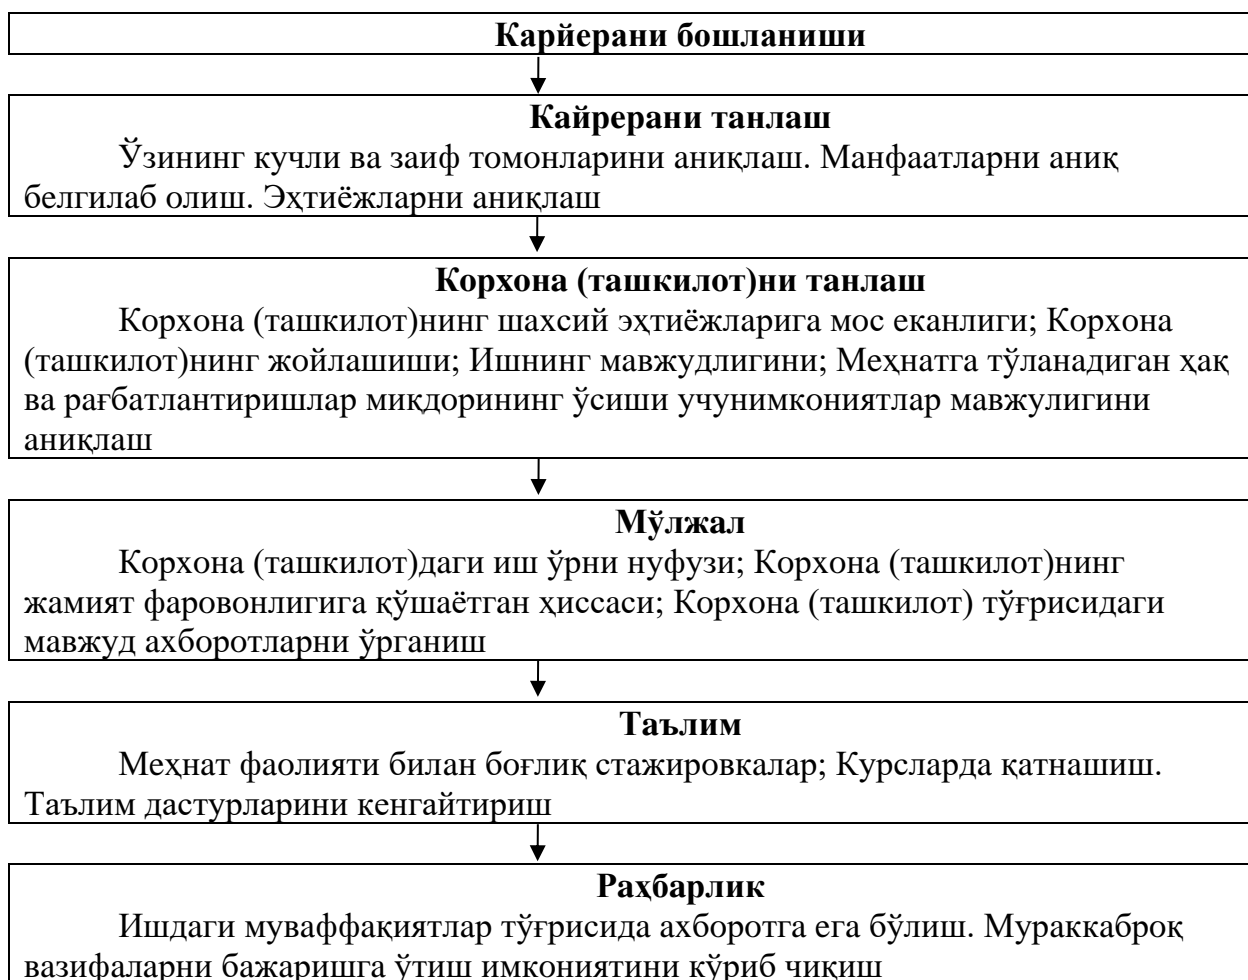 Карйерани бошланиши
Кайрерани танлаш
Ўзининг кучли ва заиф томонларини аниқлаш. Манфаатларни аниқ
белгилаб олиш. Эҳтиёжларни аниқлаш
Корхона (ташкилот)ни танлаш
Корхона (ташкилот)нинг шахсий эҳтиёжларига мос еканлиги; Корхона
(ташкилот)нинг жойлашиши; Ишнинг мавжудлигини; Меҳнатга тўланадиган ҳақ
ва рағбатлантиришлар миқдорининг ўсиши учунимкониятлар мавжулигини
аниқлаш
Мўлжал
Корхона (ташкилот)даги иш ўрни нуфузи; Корхона (ташкилот)нинг
жамият фаровонлигига қўшаётган ҳиссаси; Корхона (ташкилот) тўғрисидаги
мавжуд ахборотларни ўрганиш
Таълим
Меҳнат фаолияти билан боғлиқ стажировкалар; Курсларда қатнашиш.
Таълим дастурларини кенгайтириш
Раҳбарлик
Ишдаги муваффақиятлар тўғрисида ахборотга ега бўлиш. Мураккаброқ
вазифаларни бажаришга ўтиш имкониятини кўриб чиқиш